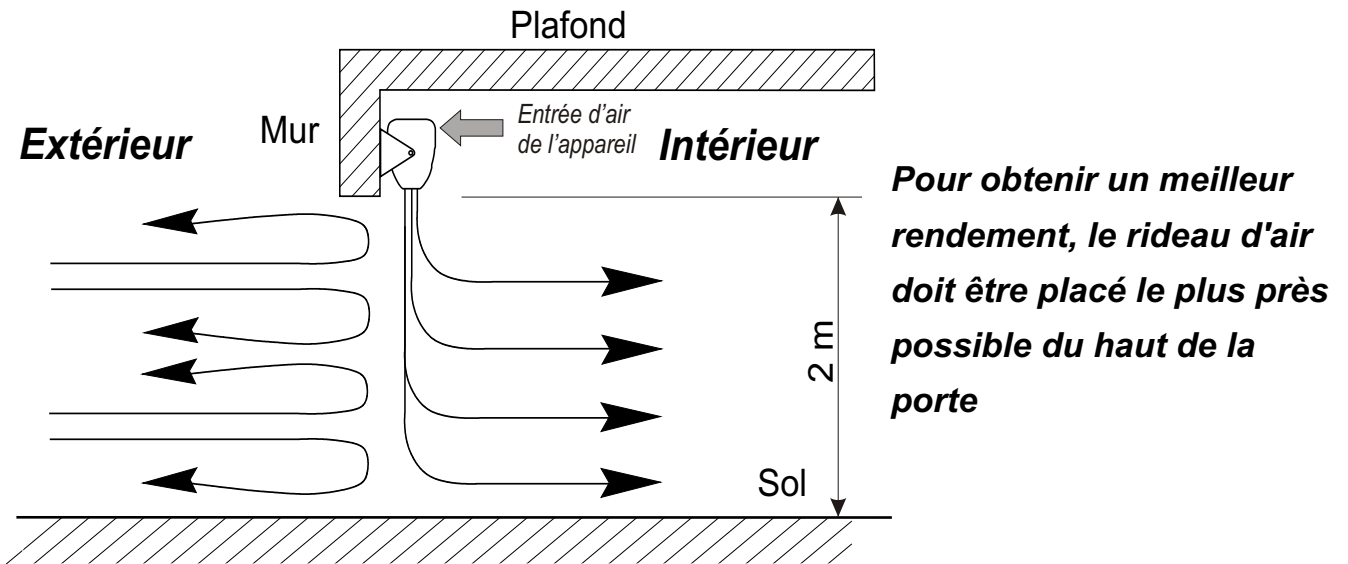 Plafond
Extérieur
Mur
Entrée d’air
de l’appareil
Intérieur
Pour obtenir un meilleur
rendement, le rideau d'air
doit être placé le plus près
possible du haut de la
porte
2 m
Sol